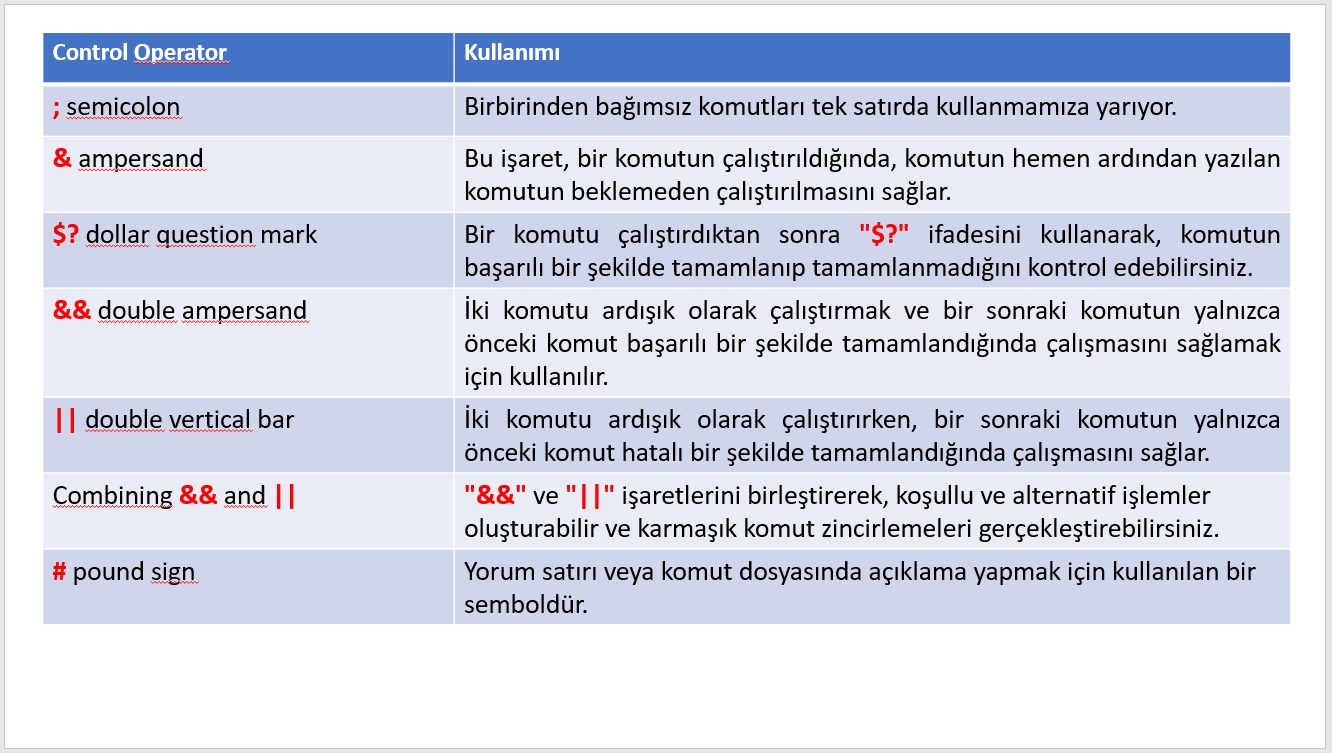 Control Operator
Kullanımı
; semicolon
Birbirinden bağımsız komutları tek satırda kullanmamıza yarıyor.
& ampersand
Bu işaret, bir komutun çalıştırıldığında, komutun hemen ardından yazılan
komutun beklemeden çalıştırılmasını sağlar.
$? dollar question mark
Bir komutu çalıştırdıktan sonra "$?" ifadesini kullanarak, komutun
başarılı bir şekilde tamamlanıp tamamlanmadığını kontrol edebilirsiniz.
&& double ampersand
İki komutu ardışık olarak çalıştırmak ve bir sonraki komutun yalnızca
önceki komut başarılı bir şekilde tamamlandığında çalışmasını sağlamak
için kullanılır.
|| double vertical bar
İki komutu ardışık olarak çalıştırırken, bir sonraki komutun yalnızca
önceki komut hatalı bir şekilde tamamlandığında çalışmasını sağlar.
Combining && and ||
"&&" ve "||" işaretlerini birleştirerek, koşullu ve alternatif işlemler
oluşturabilir ve karmaşık komut zincirlemeleri gerçekleştirebilirsiniz.
# pound sign
Yorum satırı veya komut dosyasında açıklama yapmak için kullanılan bir
semboldür.